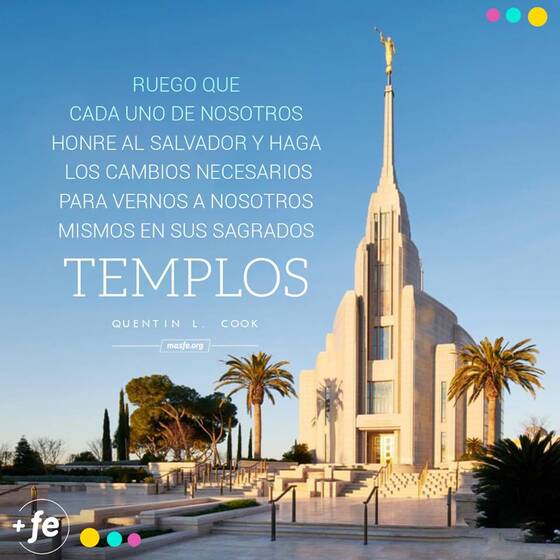 RUEGO QUE
CADA UNO DE NOSOTROS
HONRE AL SALVADOR Y HAGA
LOS CAMBIOS NECESARIOS
PARA VERNOS A NOSOTROS
MISMOS EN SUS SAGRADOS
TEMPLOS
QUENTIN L. COOK
masfe.org
+fe